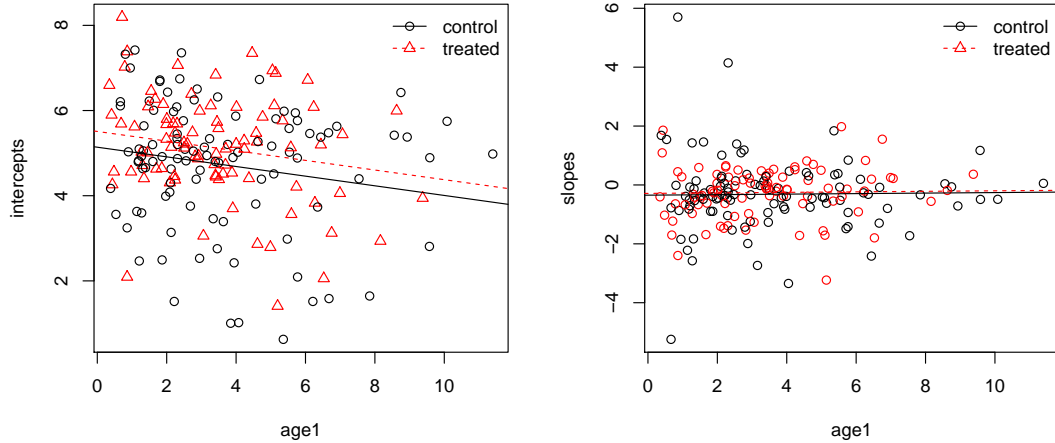 control
treated
intercepts
8
6
4
2
0 2 4 6 8 10
age1
control
treated
slopes
6
4
2
0
−2
−4
0 2 4 6 8 10
age1